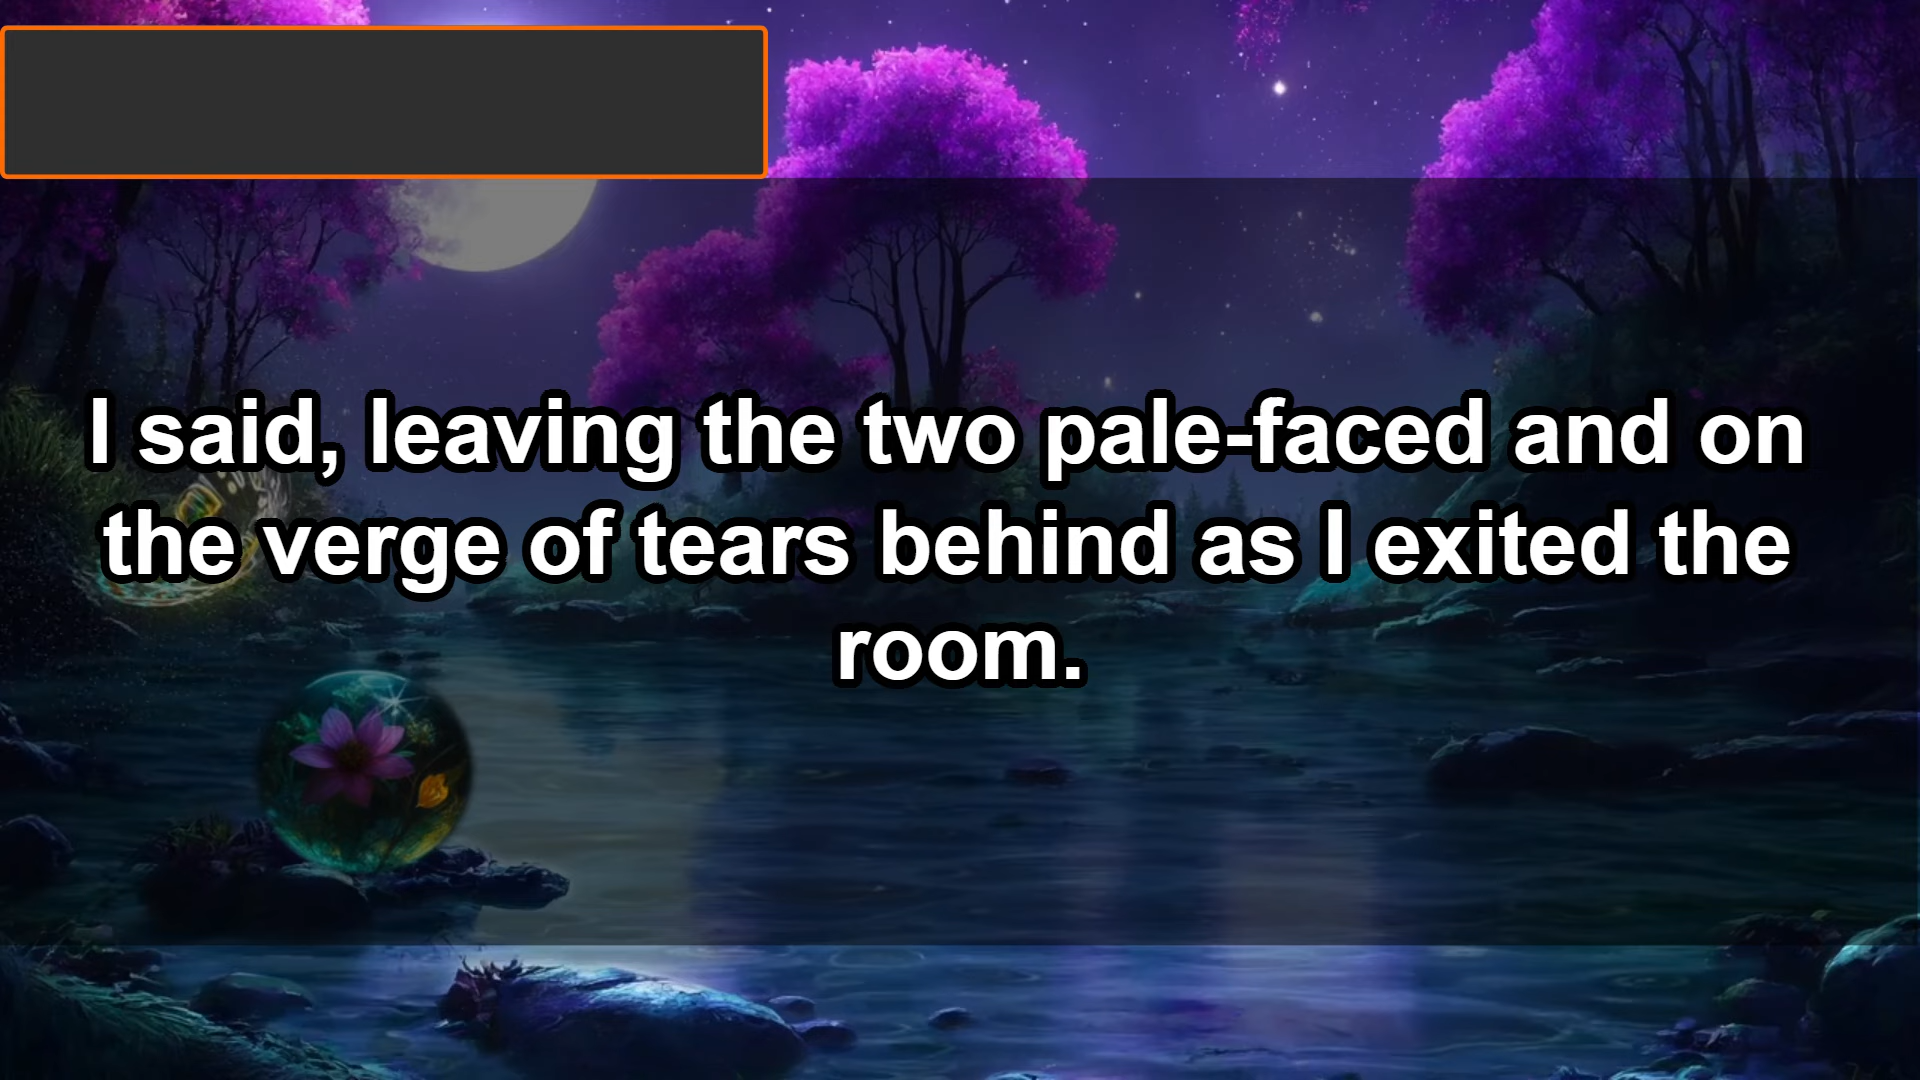 I said, leaving the two pale-faced and on
the verge of tears behind as I exited the
room.